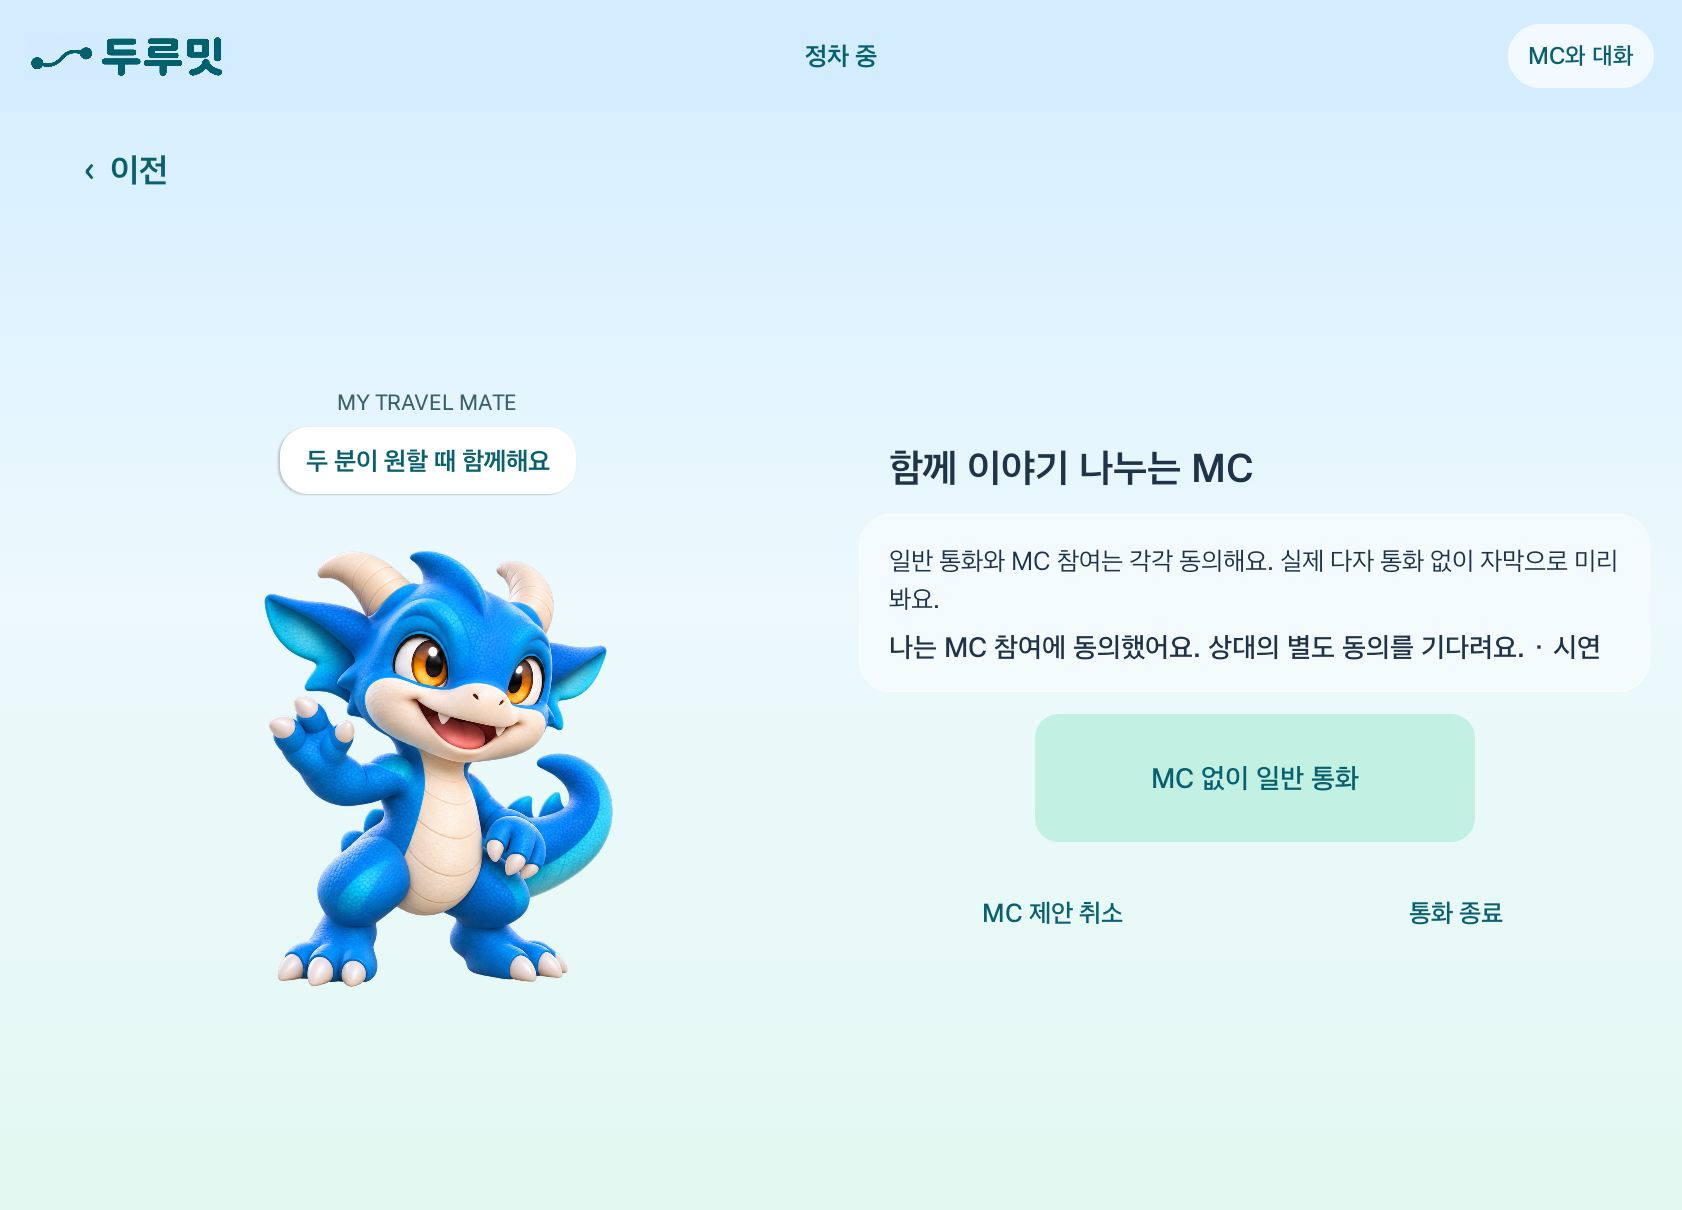 두루밋
정차 중
MC와 대화
‹ 이전
MY TRAVEL MATE
두 분이 원할 때 함께해요
함께 이야기 나누는 MC
일반 통화와 MC 참여는 각각 동의해요. 실제 다자 통화 없이 자막으로 미리
봐요.
나는 MC 참여에 동의했어요. 상대의 별도 동의를 기다려요. · 시연
MC 없이 일반 통화
MC 제안 취소
통화 종료